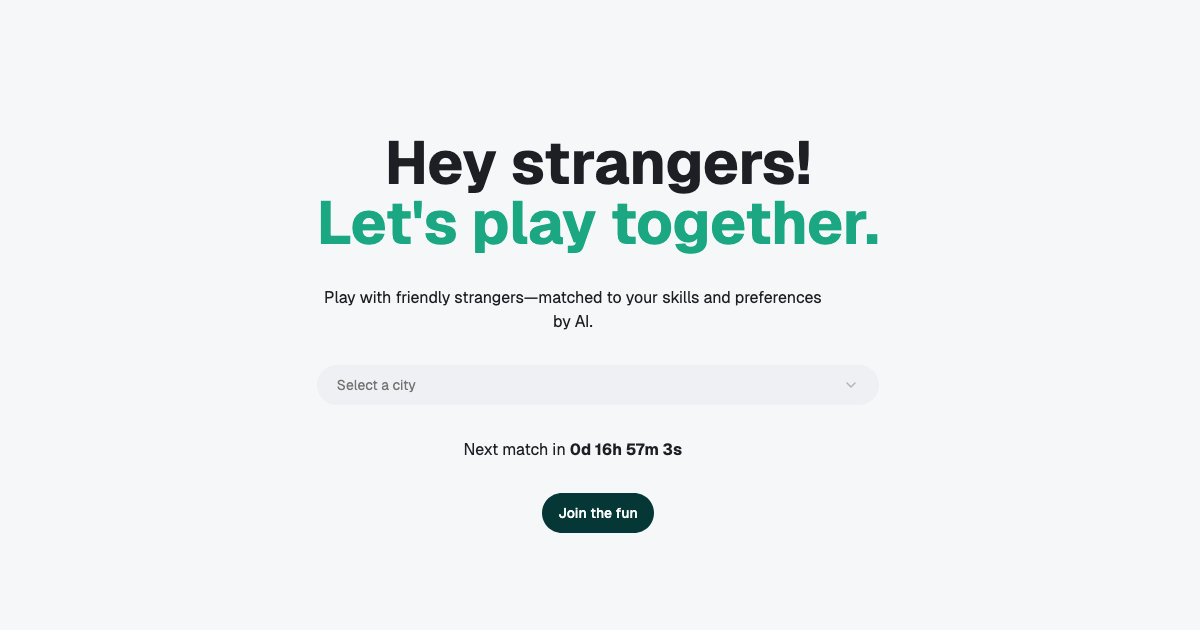 Hey strangers!
Let's play together.
Play with friendly strangers—matched to your skills and preferences
by AI.
Select a city
Next match in 0d 16h 57m 3s
Join the fun